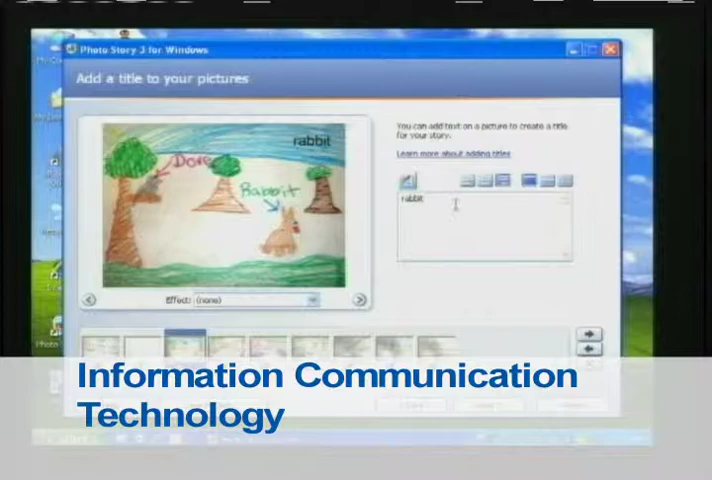 Photo Story 3 for Windows
Add a title to your pictures
rabbit
You can add text on a picture to create a title
for your story.
Learn more about adding titles
Dove
Rabbit
rabbit
Effect: (none)
Photo
Information Communication
Technology